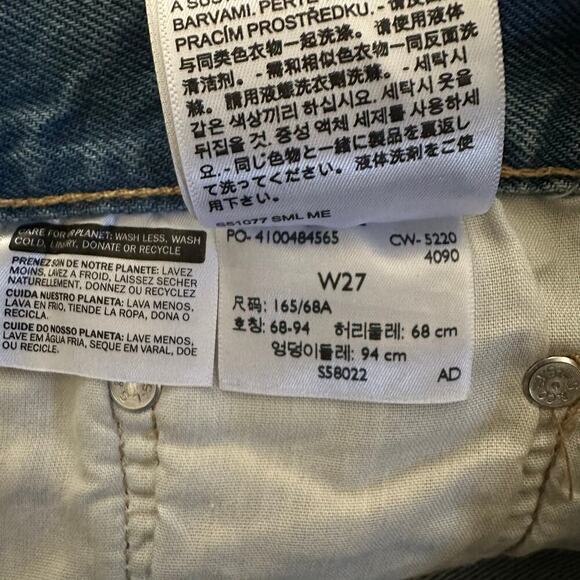 BARVAMI. PERTE
PRACÍM PROSTŘEDKU. - 请使用液体
与同类色衣物一起洗涤。请使用液体
清洁剂。- 需和相似色衣物一同反面洗
滌。請用液態洗衣劑洗滌。- 세탁시
같은 색상끼리 하십시요. 세탁시 옷을
뒤집을 것. 중성 액체 세제를 사용하세
요. - 同じ色物と一緒に製品を裏返し
て洗ってください。液体洗剤をご使
て下さい。
S51077 SML ME
CARE FOR PLANET: WASH LESS, WASH
COLD, LINE DRY, DONATE OR RECYCLE
PRENEZ SOIN DE NOTRE PLANETE: LAVEZ
MOINS, LAVEZ A FROID, LAISSEZ SECHER
NATURELLEMENT, DONNEZ OU RECYCLEZ
CUIDA NUESTRO PLANETA: LAVA MENOS,
LAVA EN FRIO, TIENDE LA ROPA, DONA O
RECICLA.
CUIDE DO NOSSO PLANETA: LAVE MENOS,
LAVE EM ÁGUA FRIA, SEQUE EM VARAL, DOE
OU RECICLE.
PO- 4100484565 CW- 5220
4090
W27
尺码: 165/68A
호칭: 68-94 허리둘레: 68 cm
엉덩이둘레: 94 cm
S58022 AD